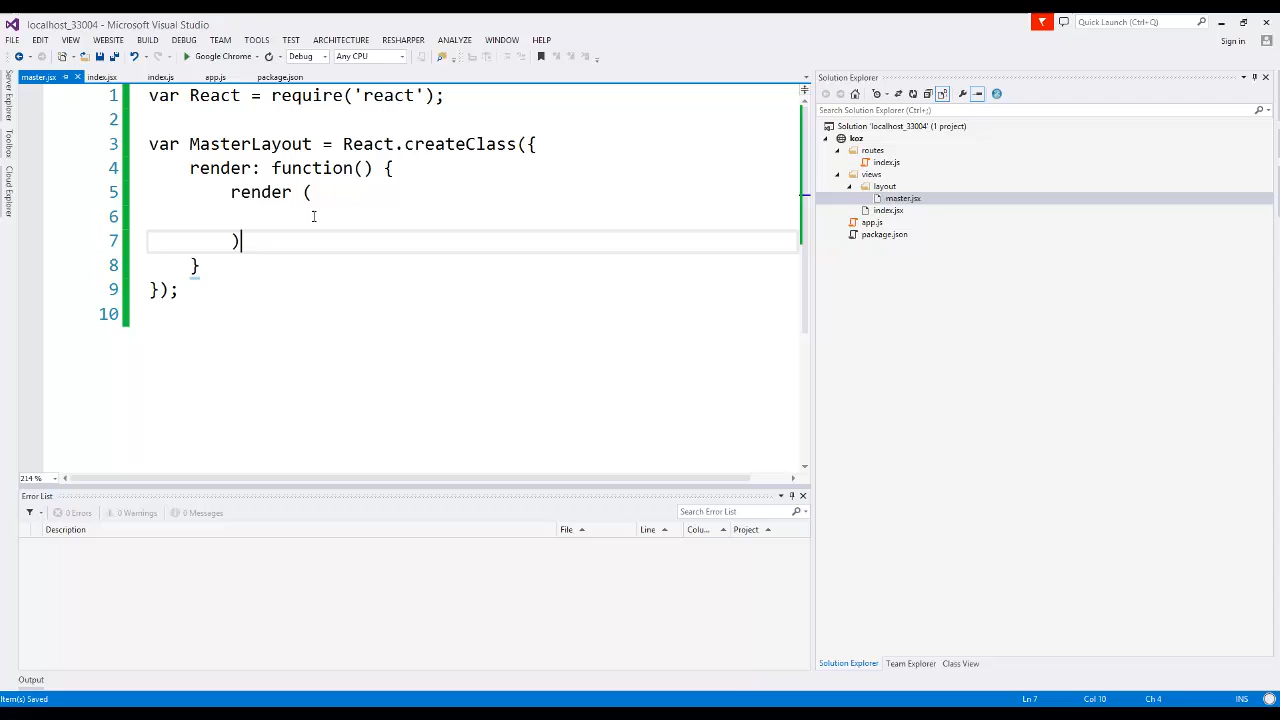 localhost_33004 - Microsoft Visual Studio
Quick Launch (Ctrl+Q)
FILE EDIT VIEW WEBSITE BUILD DEBUG TEAM TOOLS TEST ARCHITECTURE RESHARPER ANALYZE WINDOW HELP
Sign in
Google Chrome Debug Any CPU
master.jsx index.jsx index.js app.js package.json
Server Explorer
Toolbox
Cloud Explorer
1 var React = require('react');
2
3 var MasterLayout = React.createClass({
4 render: function() {
5 render (
6
7 )
8 }
9 });
10
214 %
Error List
0 Errors 0 Warnings 0 Messages
Search Error List
Description File Line Colu... Project
Output
Solution Explorer
Search Solution Explorer (Ctrl+;)
Solution 'localhost_33004' (1 project)
koz
routes
index.js
views
layout
master.jsx
index.jsx
app.js
package.json
Solution Explorer Team Explorer Class View
Item(s) Saved Ln 7 Col 10 Ch 4 INS